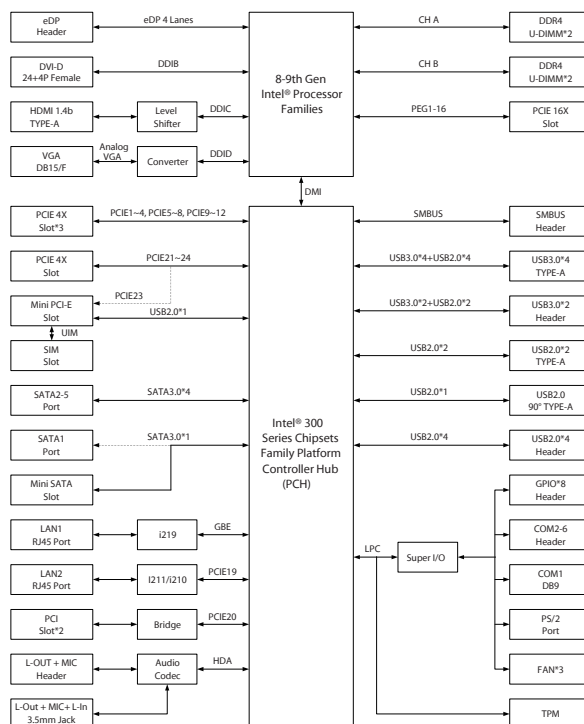 eDP
Header
eDP 4 Lanes
DVI-D
24+4P Female
DDIB
HDMI 1.4b
TYPE-A
Level
Shifter
DDIC
VGA
DB15/F
Analog
VGA
Converter
DDID
8-9th Gen
Intel® Processor
Families
CH A
DDR4
U-DIMM*2
CH B
DDR4
U-DIMM*2
PEG1-16
PCIE 16X
Slot
DMI
PCIE 4X
Slot*3
PCIE1~4, PCIE5~8, PCIE9~12
PCIE 4X
Slot
PCIE21~24
PCIE23
Mini PCI-E
Slot
USB2.0*1
UIM
SIM
Slot
SATA2-5
Port
SATA3.0*4
SATA1
Port
SATA3.0*1
Mini SATA
Slot
LAN1
RJ45 Port
i219
GBE
LAN2
RJ45 Port
I211/i210
PCIE19
PCI
Slot*2
Bridge
PCIE20
L-OUT + MIC
Header
Audio
Codec
HDA
L-Out + MIC+ L-In
3.5mm Jack
Intel® 300
Series Chipsets
Family Platform
Controller Hub
(PCH)
SMBUS
SMBUS
Header
USB3.0*4+USB2.0*4
USB3.0*4
TYPE-A
USB3.0*2+USB2.0*2
USB3.0*2
Header
USB2.0*2
USB2.0*2
TYPE-A
USB2.0*1
USB2.0
90° TYPE-A
USB2.0*4
USB2.0*4
Header
LPC
Super I/O
GPIO*8
Header
COM2-6
Header
COM1
DB9
PS/2
Port
FAN*3
TPM